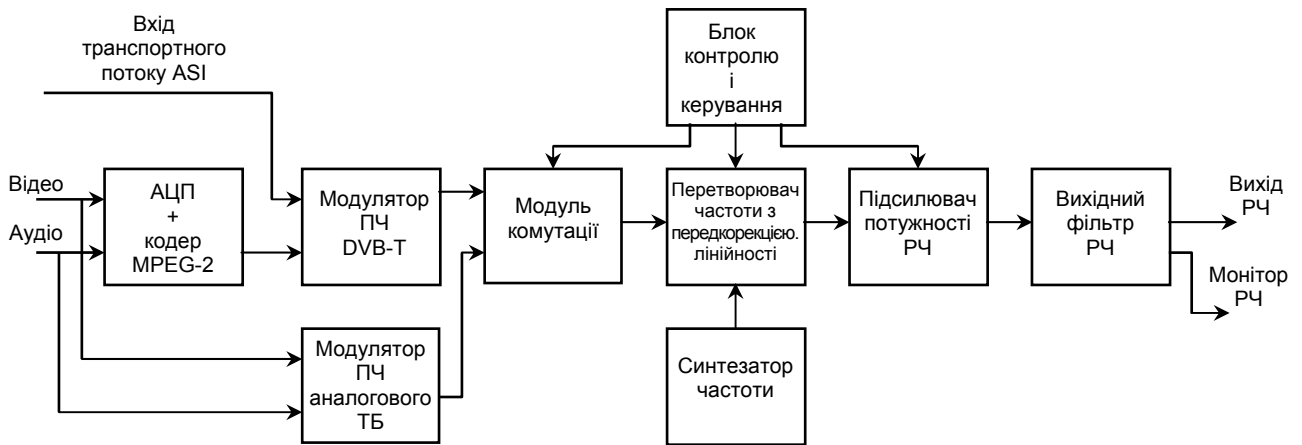 Вхід
транспортного
потоку ASI
Блок
контролю
і
керування
Відео
Аудіо
АЦП
+
кодер
MPEG-2
Модулятор
ПЧ
DVB-T
Модуль
комутації
Перетворювач
частоти з
передкорекцією.
лінійності
Підсилювач
потужності
РЧ
Вихідний
фільтр
РЧ
Вихід
РЧ
Монітор
РЧ
Модулятор
ПЧ
аналогового
ТБ
Синтезатор
частоти